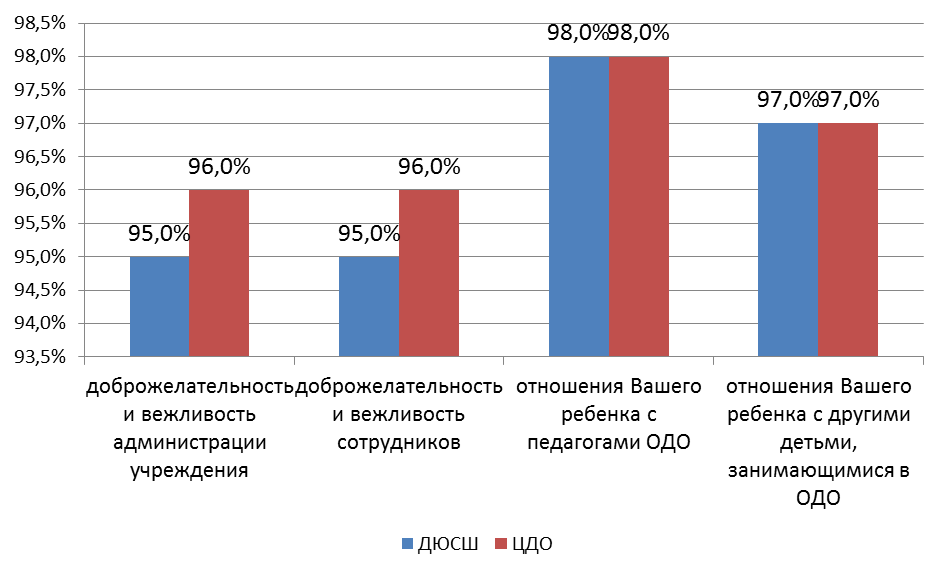 98,5%
98,0%
97,5%
97,0%
96,5%
96,0%
95,5%
95,0%
94,5%
94,0%
93,5%
95,0%
96,0%
95,0%
96,0%
98,0%
98,0%
97,0%
97,0%
доброжелательность
и вежливость
администрации
учреждения
доброжелательность
и вежливость
сотрудников
отношения Вашего
ребенка с
педагогами ОДО
отношения Вашего
ребенка с другими
детьми,
занимающимися в
ОДО
ДЮСШ
ЦДО